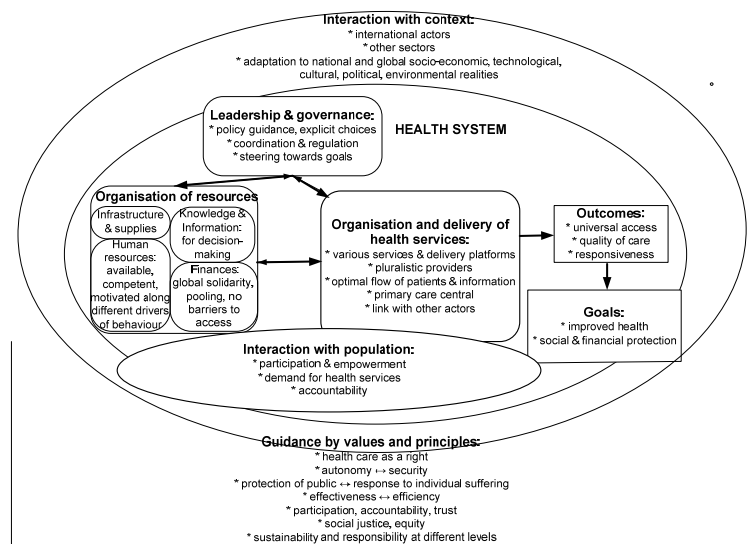 Interaction with context:
* international actors
* other sectors
* adaptation to national and global socio-economic, technological,
cultural, political, environmental realities
Leadership & governance:
* policy guidance, explicit choices
* coordination & regulation
* steering towards goals
HEALTH SYSTEM
Organisation of resources
Infrastructure
& supplies
Knowledge &
Information:
for decision-
making
Human
resources:
available,
competent,
motivated along
different drivers
of behaviour
Finances:
global solidarity,
pooling, no
barriers to
access
Organisation and delivery of
health services:
* various services & delivery platforms
* pluralistic providers
* optimal flow of patients & information
* primary care central
* link with other actors
Outcomes:
* universal access
* quality of care
* responsiveness
Goals:
* improved health
* social & financial protection
Interaction with population:
* participation & empowerment
* demand for health services
* accountability
Guidance by values and principles:
* health care as a right
* autonomy ↔ security
* protection of public ↔ response to individual suffering
* effectiveness ↔ efficiency
* participation, accountability, trust
* social justice, equity
* sustainability and responsibility at different levels